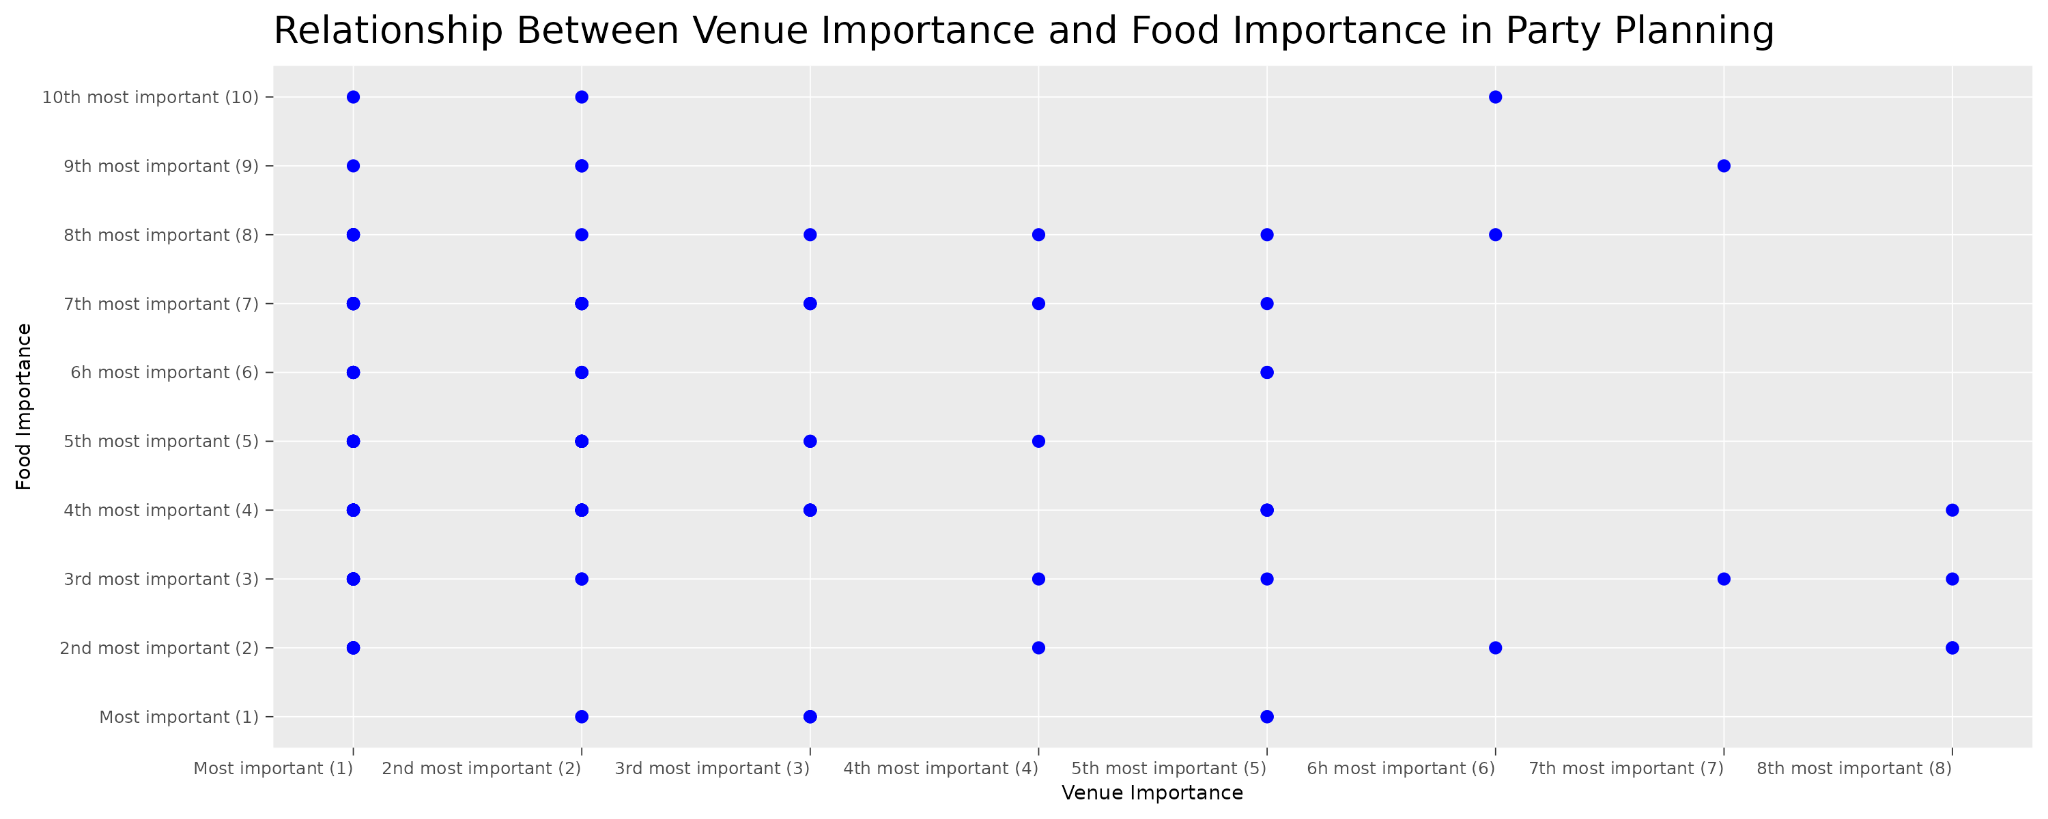 Relationship Between Venue Importance and Food Importance in Party Planning
10th most important (10)
9th most important (9)
8th most important (8)
7th most important (7)
6h most important (6)
5th most important (5)
4th most important (4)
3rd most important (3)
2nd most important (2)
Most important (1)
Food Importance
Most important (1) 2nd most important (2) 3rd most important (3) 4th most important (4) 5th most important (5) 6h most important (6) 7th most important (7) 8th most important (8)
Venue Importance